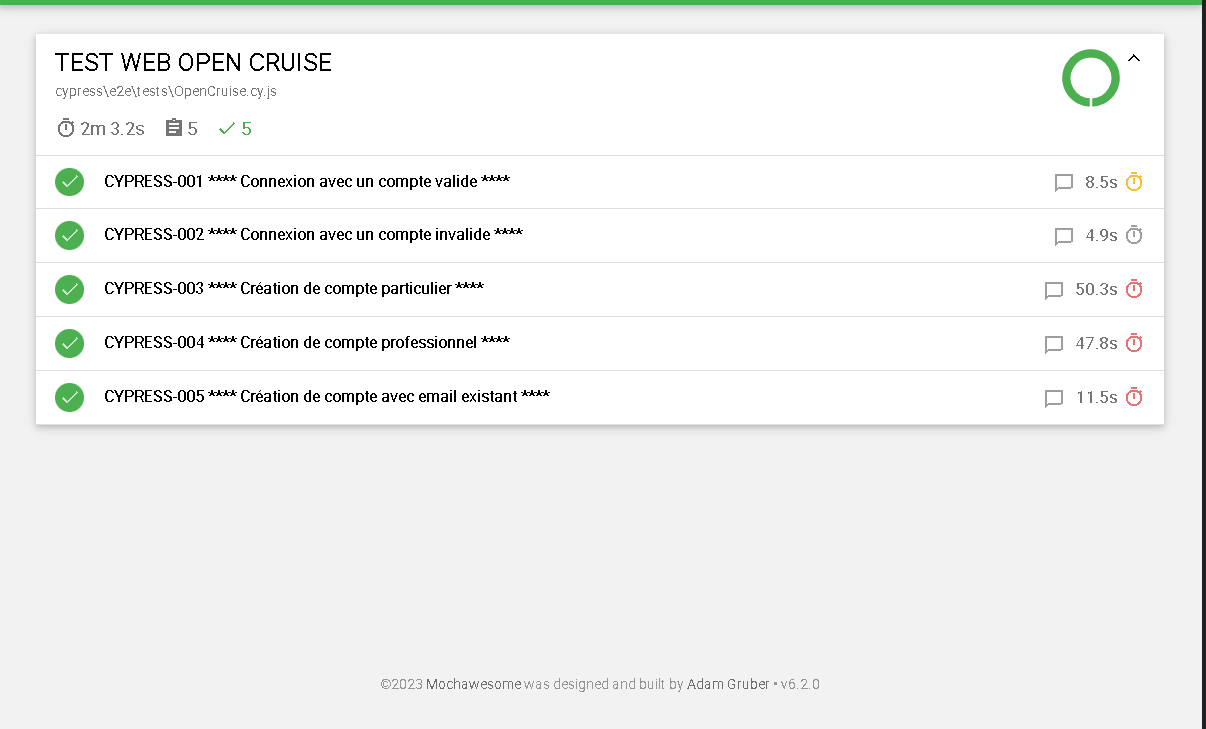 TEST WEB OPEN CRUISE
cypress\e2e\tests\OpenCruise.cy.js
2m 3.2s 5 5
CYPRESS-001 **** Connexion avec un compte valide **** 8.5s
CYPRESS-002 **** Connexion avec un compte invalide **** 4.9s
CYPRESS-003 **** Création de compte particulier **** 50.3s
CYPRESS-004 **** Création de compte professionnel **** 47.8s
CYPRESS-005 **** Création de compte avec email existant **** 11.5s
©2023 Mochawesome was designed and built by Adam Gruber • v6.2.0